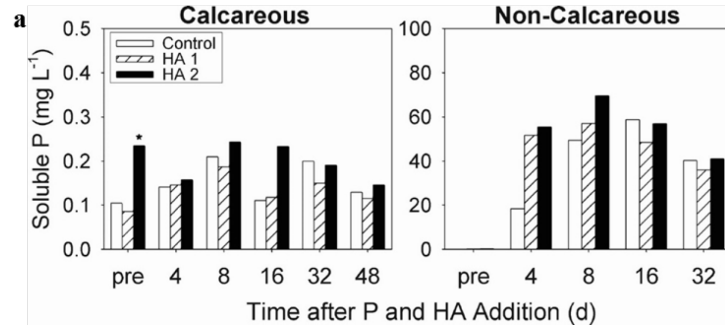 a
Calcareous
Non-Calcareous
Soluble P (mg L⁻¹)
0.5
0.4
0.3
0.2
0.1
0.0
Control
HA 1
HA 2
*
100
80
60
40
20
0
pre 4 8 16 32 48
pre 4 8 16 32
Time after P and HA Addition (d)